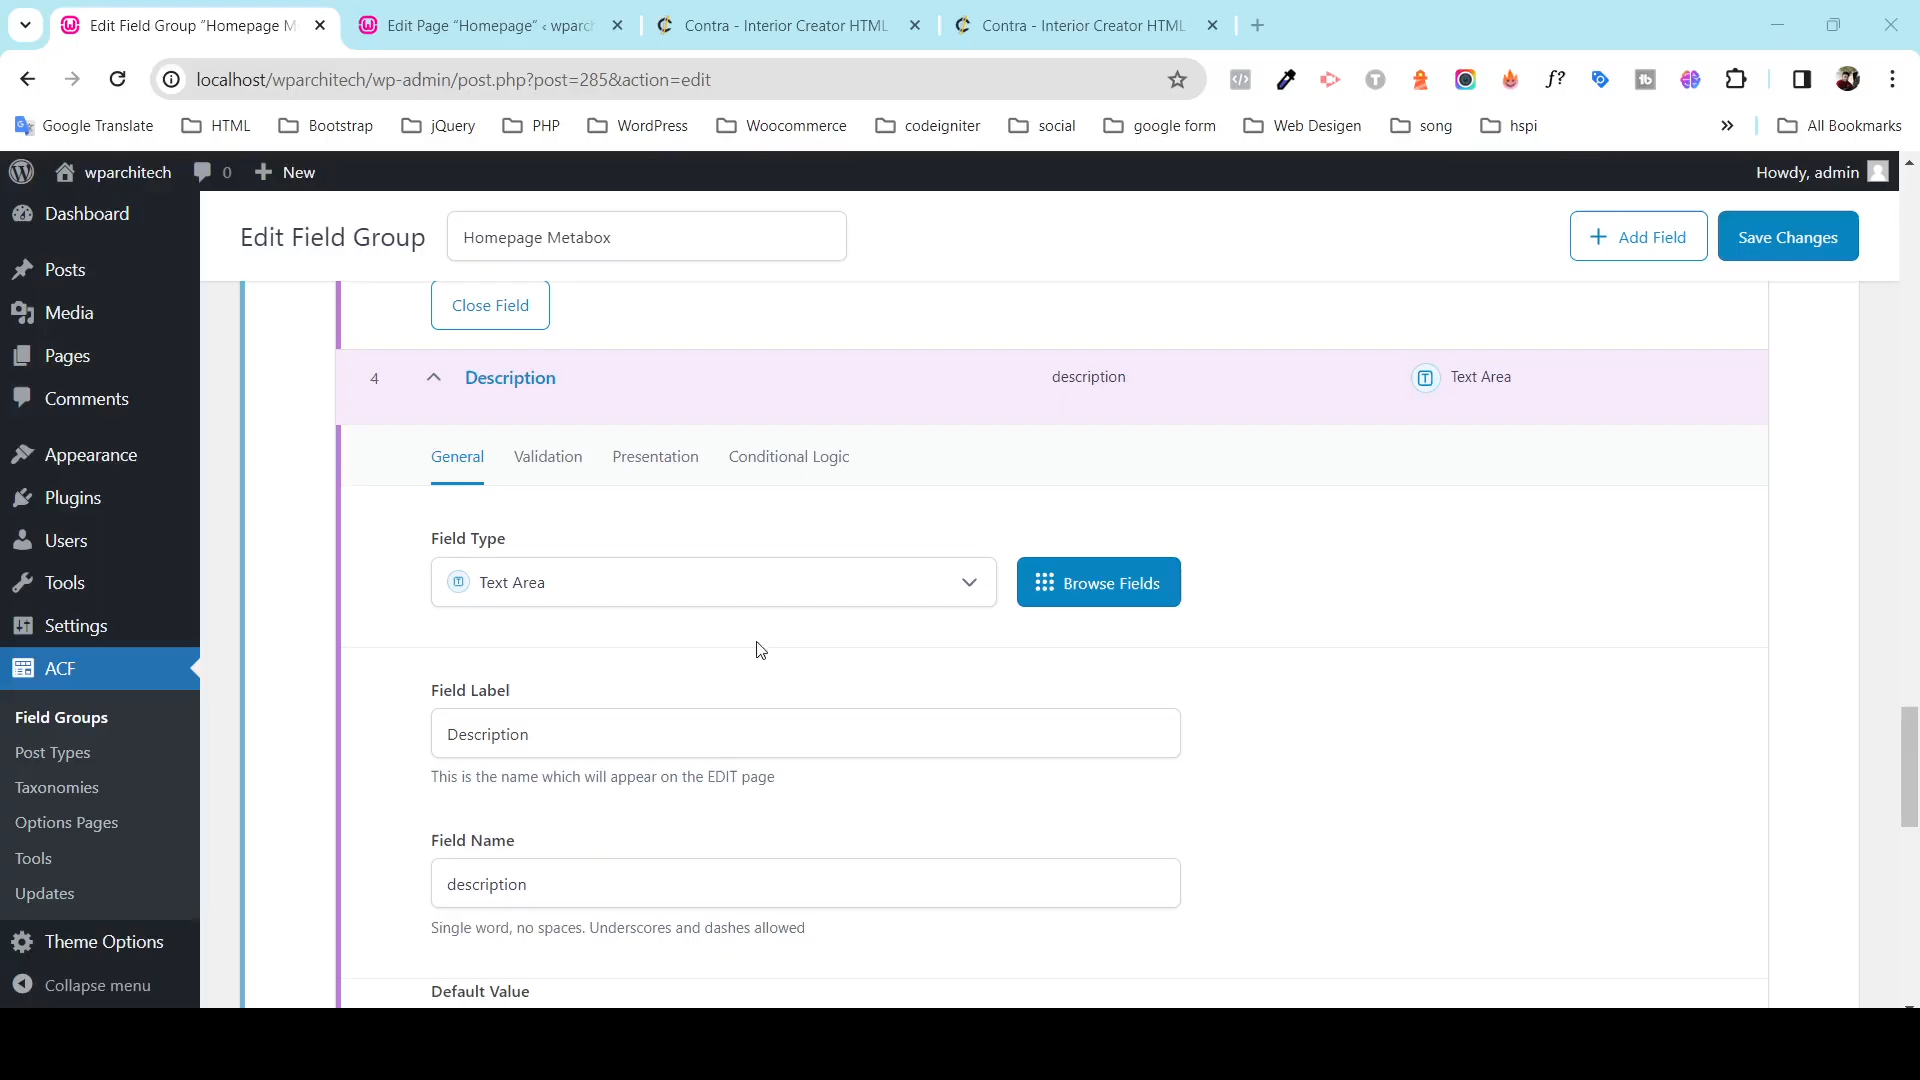 Edit Field Group “Homepage M
Edit Page “Homepage” ‹ wparch
Contra - Interior Creator HTML
Contra - Interior Creator HTML
localhost/wparchitech/wp-admin/post.php?post=285&action=edit
Google Translate
HTML
Bootstrap
jQuery
PHP
WordPress
Woocommerce
codeigniter
social
google form
Web Desigen
song
hspi
»
All Bookmarks
wparchitech
0
New
Howdy, admin
Dashboard
Posts
Media
Pages
Comments
Appearance
Plugins
Users
Tools
Settings
ACF
Field Groups
Post Types
Taxonomies
Options Pages
Tools
Updates
Theme Options
Collapse menu
Edit Field Group
Homepage Metabox
+ Add Field
Save Changes
Close Field
4
Description
description
Text Area
General
Validation
Presentation
Conditional Logic
Field Type
Text Area
Browse Fields
Field Label
Description
This is the name which will appear on the EDIT page
Field Name
description
Single word, no spaces. Underscores and dashes allowed
Default Value